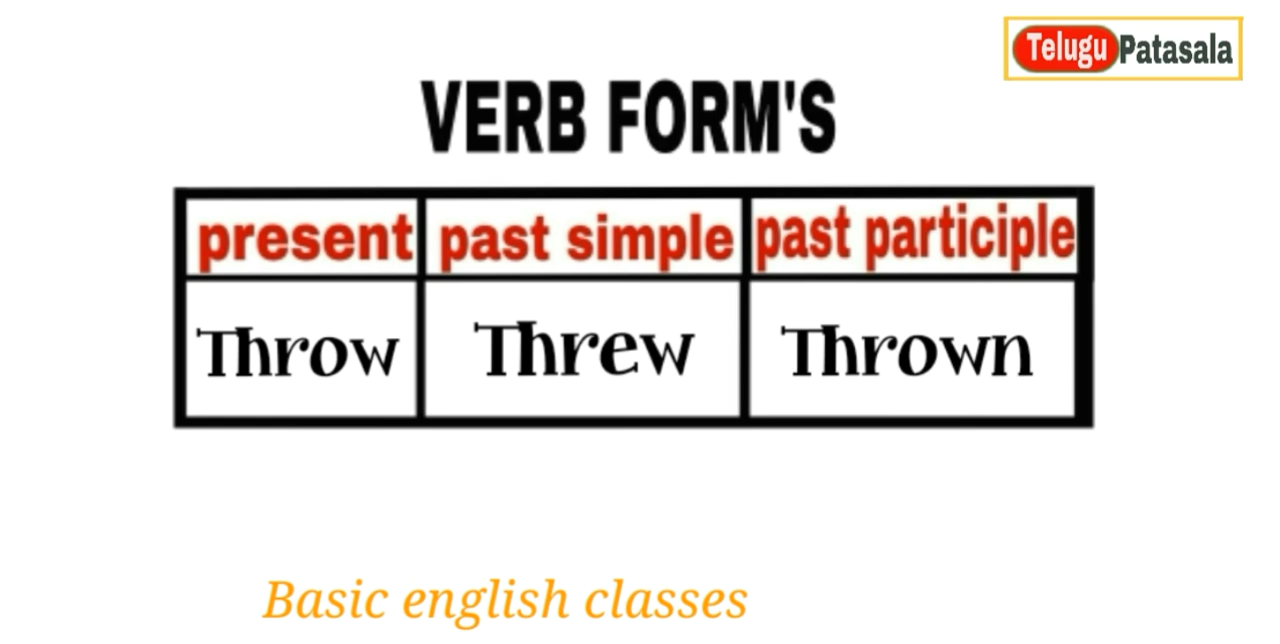 Telugu Patasala
VERB FORM'S
present past simple past participle
Throw Threw Thrown
Basic english classes